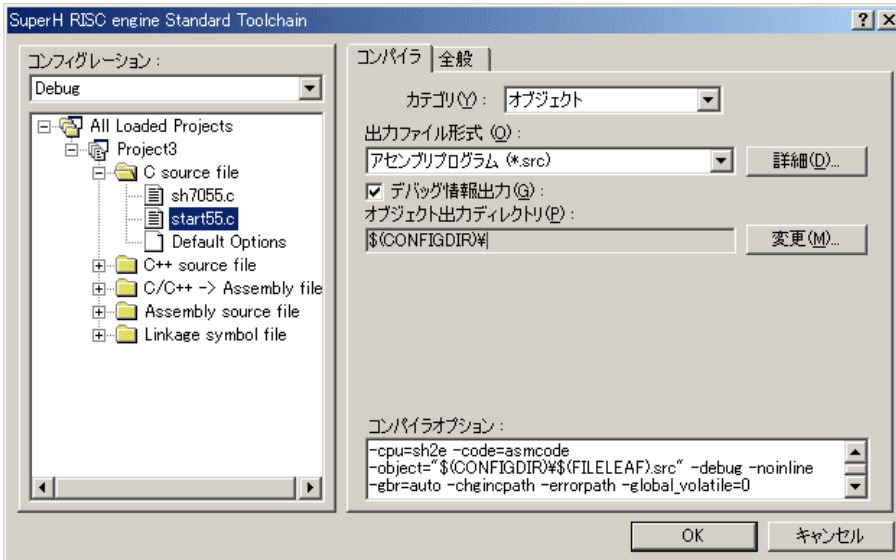 SuperH RISC engine Standard Toolchain
コンフィグレーション :
Debug
All Loaded Projects
Project3
C source file
sh7055.c
start55.c
Default Options
C++ source file
C/C++ -> Assembly file
Assembly source file
Linkage symbol file
コンパイラ 全般
カテゴリ(Y) : オブジェクト
出力ファイル形式 (O) :
アセンブリプログラム (*.src) 詳細(D)...
デバッグ情報出力(G) :
オブジェクト出力ディレクトリ(P) :
$(CONFIGDIR)¥ 変更(M)...
コンパイラオプション :
-cpu=sh2e -code=asmcode
-object="$(CONFIGDIR)¥$(FILELEAF).src" -debug -noinline
-gbr=auto -chgincpath -errorpath -global_volatile=0
OK キャンセル